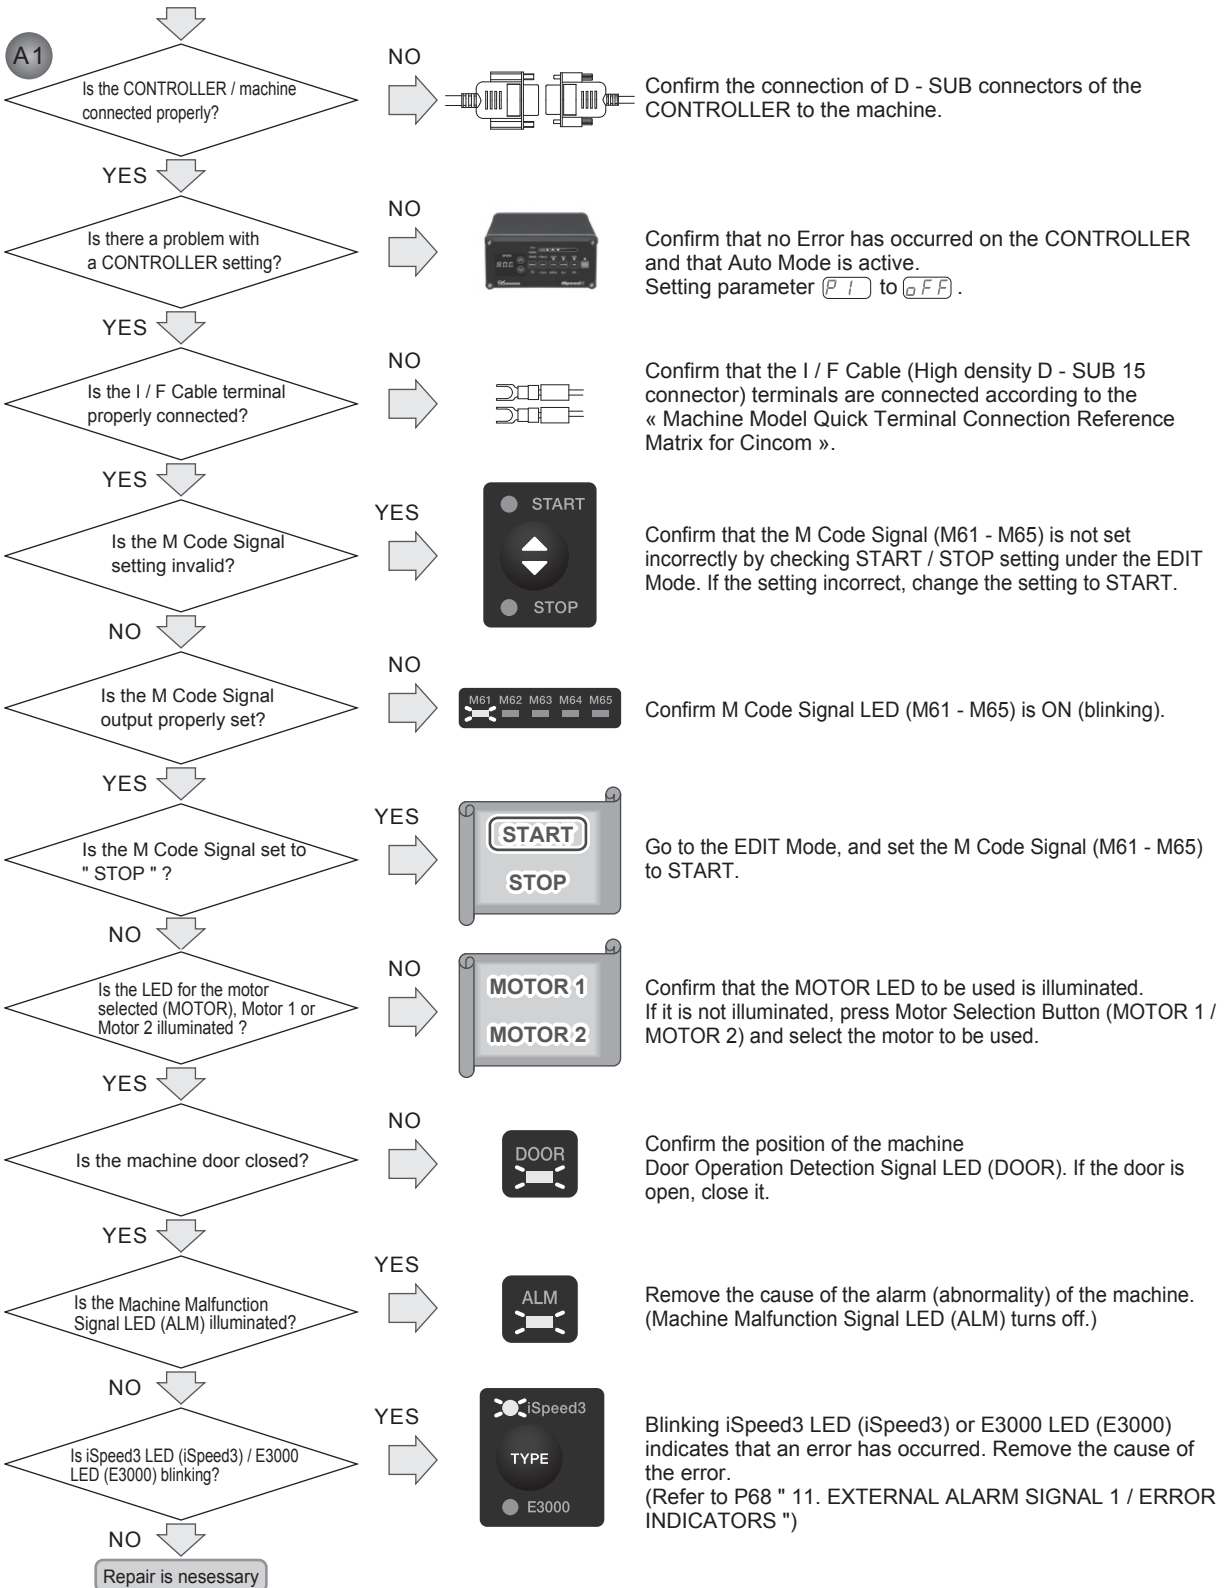 A1
Is the CONTROLLER / machine
connected properly?
NO
Confirm the connection of D - SUB connectors of the
CONTROLLER to the machine.
YES
Is there a problem with
a CONTROLLER setting?
NO
Confirm that no Error has occurred on the CONTROLLER
and that Auto Mode is active.
Setting parameter P1 to oFF .
YES
Is the I / F Cable terminal
properly connected?
NO
Confirm that the I / F Cable (High density D - SUB 15
connector) terminals are connected according to the
« Machine Model Quick Terminal Connection Reference
Matrix for Cincom ».
YES
Is the M Code Signal
setting invalid?
YES
START
STOP
Confirm that the M Code Signal (M61 - M65) is not set
incorrectly by checking START / STOP setting under the EDIT
Mode. If the setting incorrect, change the setting to START.
NO
Is the M Code Signal
output properly set?
NO
M61 M62 M63 M64 M65
Confirm M Code Signal LED (M61 - M65) is ON (blinking).
YES
Is the M Code Signal set to
" STOP " ?
YES
START
STOP
Go to the EDIT Mode, and set the M Code Signal (M61 - M65)
to START.
NO
Is the LED for the motor
selected (MOTOR), Motor 1 or
Motor 2 illuminated ?
NO
MOTOR 1
MOTOR 2
Confirm that the MOTOR LED to be used is illuminated.
If it is not illuminated, press Motor Selection Button (MOTOR 1 /
MOTOR 2) and select the motor to be used.
YES
Is the machine door closed?
NO
DOOR
Confirm the position of the machine
Door Operation Detection Signal LED (DOOR). If the door is
open, close it.
YES
Is the Machine Malfunction
Signal LED (ALM) illuminated?
YES
ALM
Remove the cause of the alarm (abnormality) of the machine.
(Machine Malfunction Signal LED (ALM) turns off.)
NO
Is iSpeed3 LED (iSpeed3) / E3000
LED (E3000) blinking?
YES
iSpeed3
TYPE
E3000
Blinking iSpeed3 LED (iSpeed3) or E3000 LED (E3000)
indicates that an error has occurred. Remove the cause of
the error.
(Refer to P68 " 11. EXTERNAL ALARM SIGNAL 1 / ERROR
INDICATORS ")
NO
Repair is nesessary